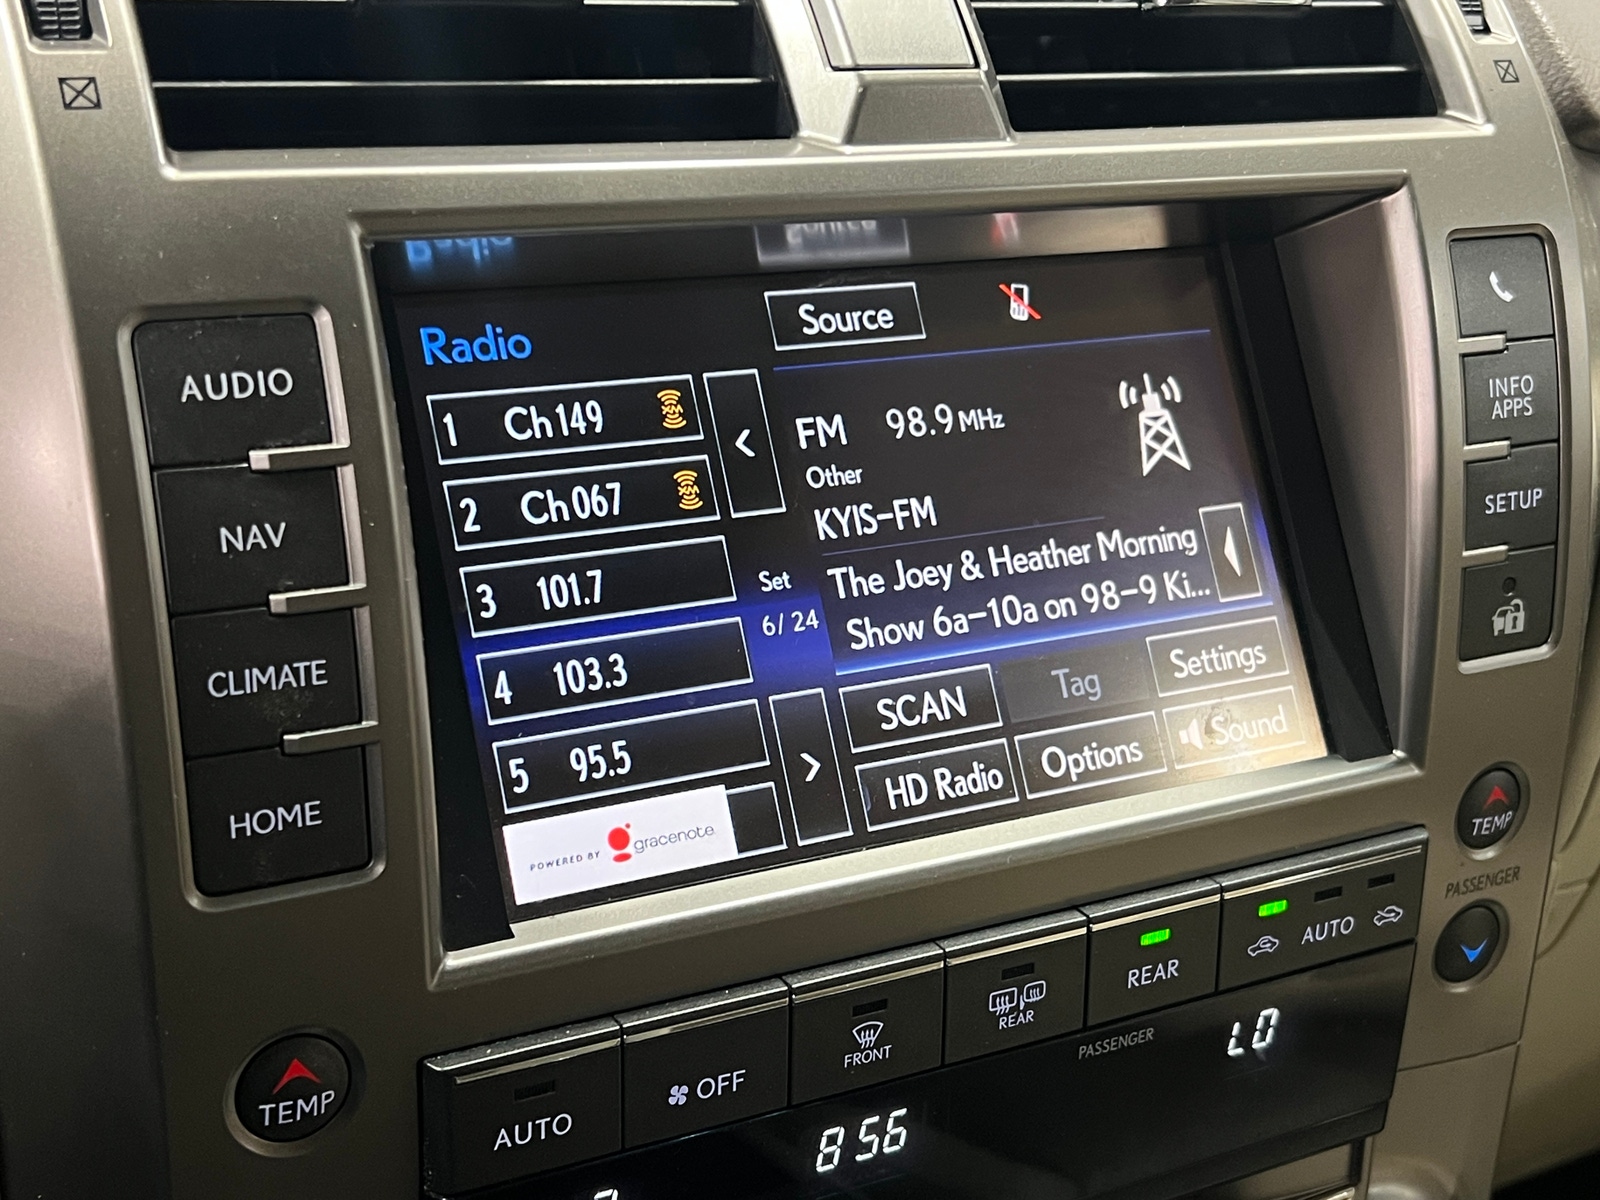 Radio
Source
1 Ch149 XM
2 Ch067 XM
3 101.7
4 103.3
5 95.5
<
Set
6/24
>
FM 98.9 MHz
Other
KYIS-FM
The Joey & Heather Morning
Show 6a-10a on 98-9 Ki...
SCAN
Tag
Settings
HD Radio
Options
Sound
POWERED BY gracenote
AUDIO
NAV
CLIMATE
HOME
INFO
APPS
SETUP
TEMP
PASSENGER
TEMP
AUTO
OFF
FRONT
REAR
REAR
AUTO
PASSENGER
LO
8:56